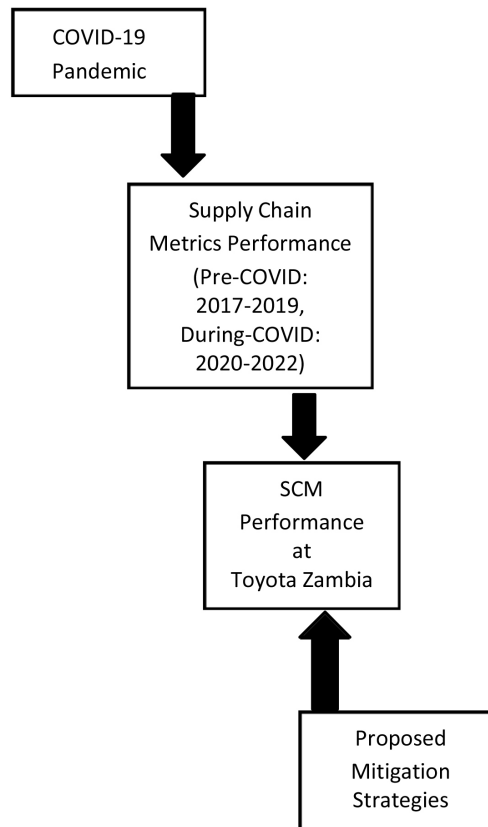 COVID-19
Pandemic
Supply Chain
Metrics Performance
(Pre-COVID:
2017-2019,
During-COVID:
2020-2022)
SCM
Performance
at
Toyota Zambia
Proposed
Mitigation
Strategies